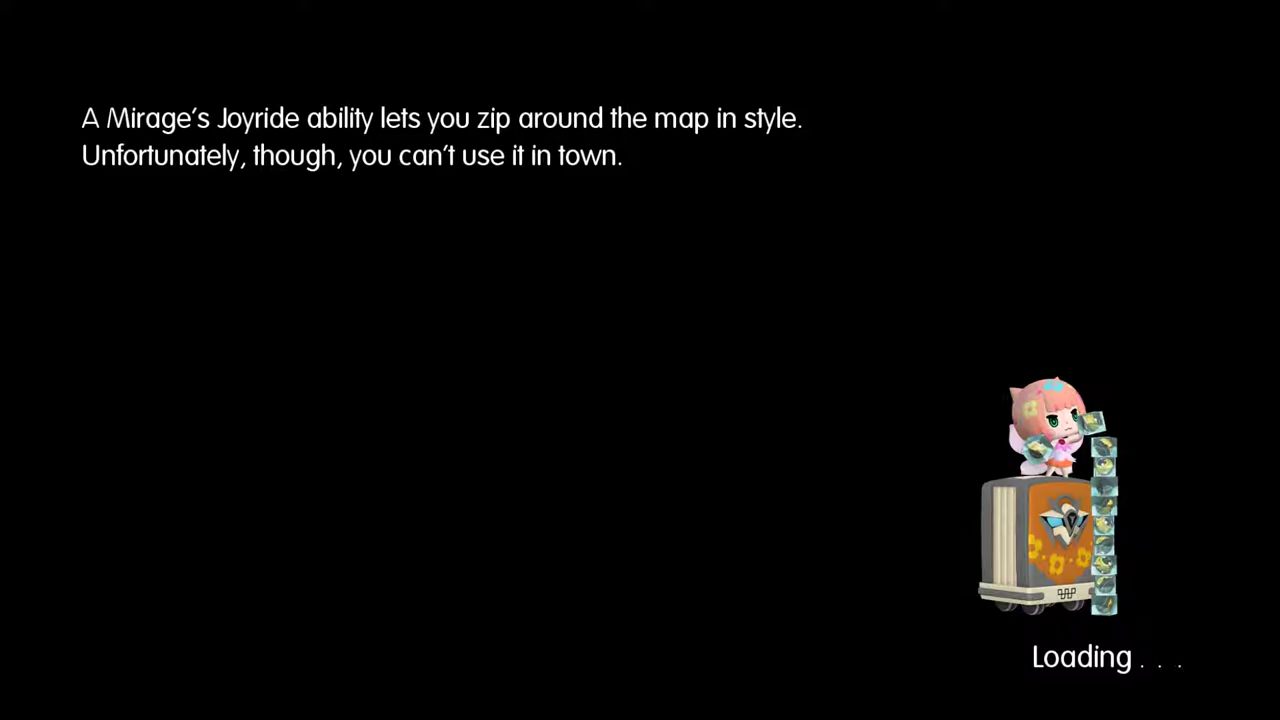 A Mirage's Joyride ability lets you zip around the map in style.
Unfortunately, though, you can't use it in town.
Loading . . .